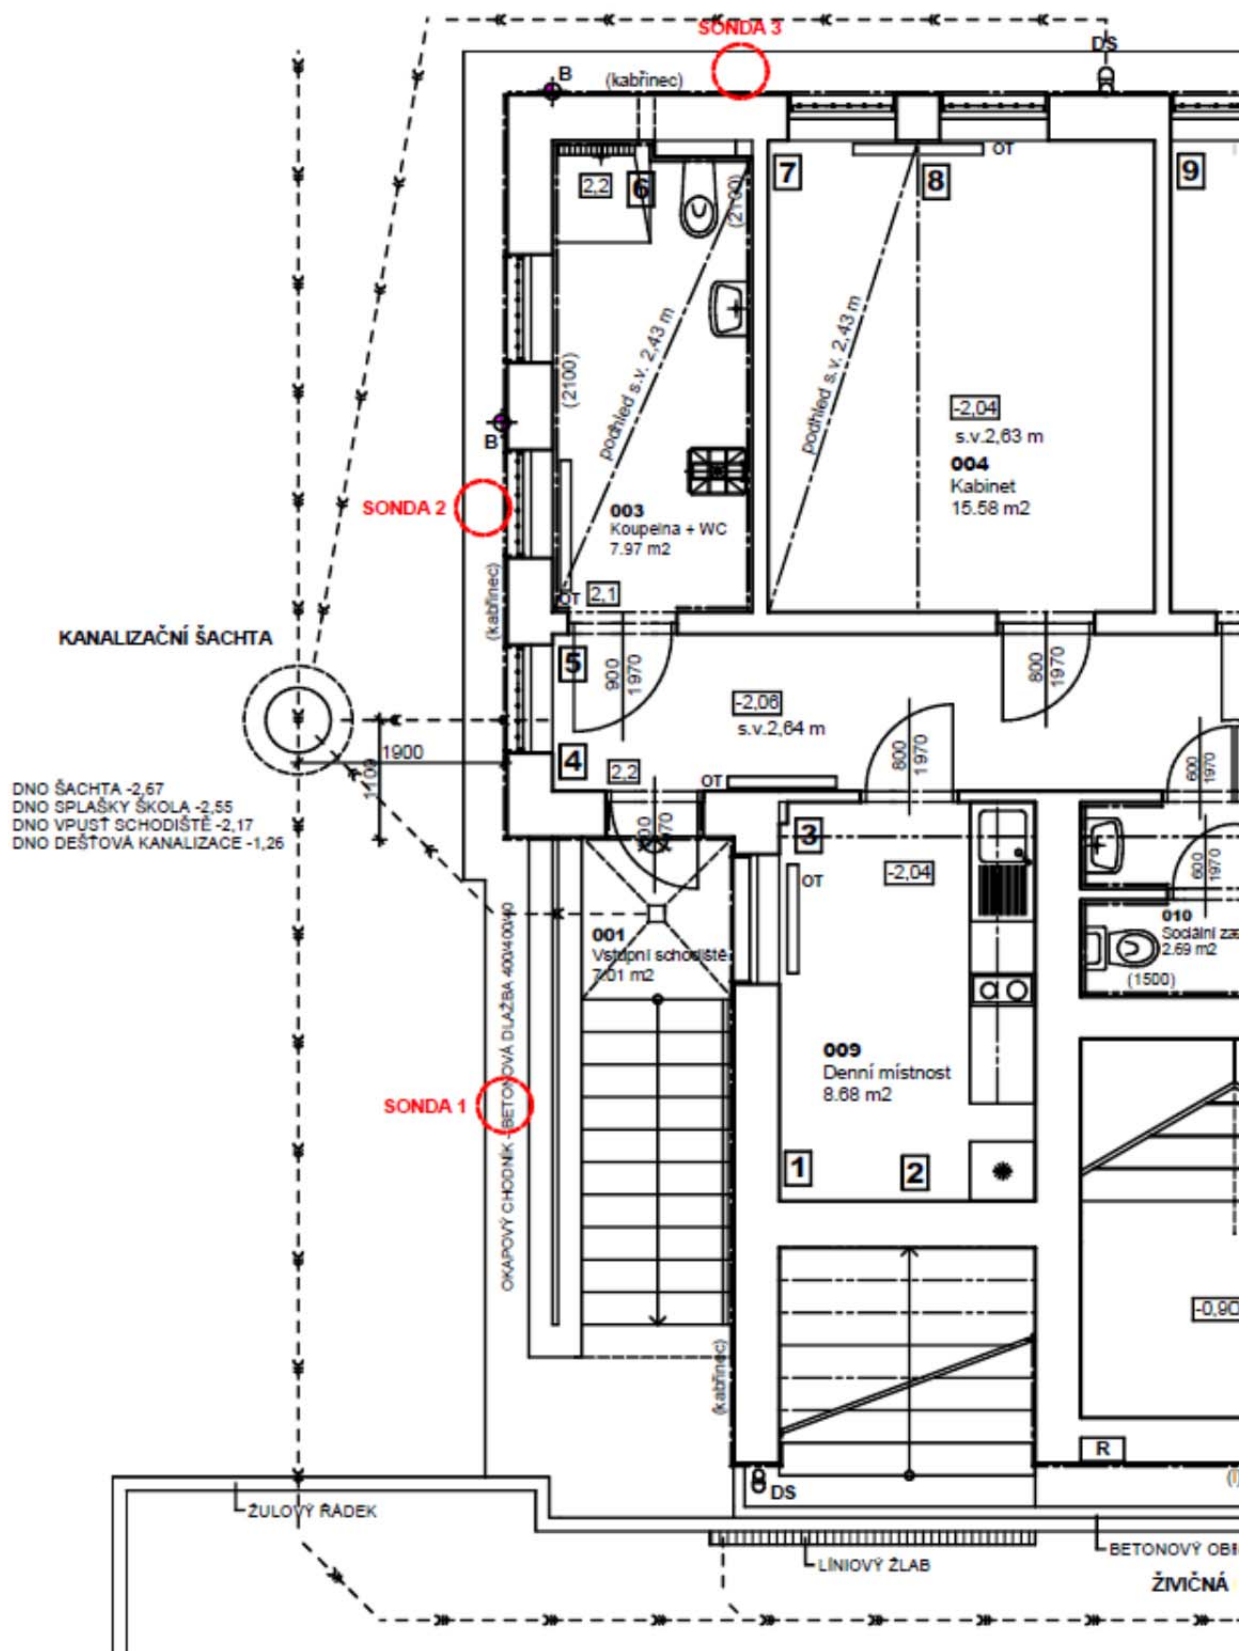 SONDA 3
DS
B
(kabřinec)
7
OT
8
9
2,2
6
(2100)
podhled s.v. 2,43 m
podhled s.v. 2,43 m
(2100)
-2,04
s.v.2,63 m
004
Kabinet
15.58 m2
B'
SONDA 2
003
Koupelna + WC
7.97 m2
(kabřinec)
OT
2,1
KANALIZAČNÍ ŠACHTA
5
900
1970
800
1970
-2,06
s.v.2,64 m
1900
1100
4
2,2
OT
800
1970
600
1970
DNO ŠACHTA -2,67
DNO SPLAŠKY ŠKOLA -2,55
DNO VPUSŤ SCHODIŠTĚ -2,17
DNO DEŠŤOVÁ KANALIZACE -1,26
3
OT
-2,04
600
1970
001
Vstupní schodiště
7.01 m2
010
Sociální
2.69 m2
(1500)
OKAPOVÝ CHODNÍK - BETONOVÁ DLAŽBA 400/400/40
009
Denní místnost
8.68 m2
SONDA 1
1
2
-0,90
(kabřinec)
R
DS
ŽULOVÝ ŘÁDEK
LÍNIOVÝ ŽLAB
BETONOVÝ
ŽIVIČNÁ